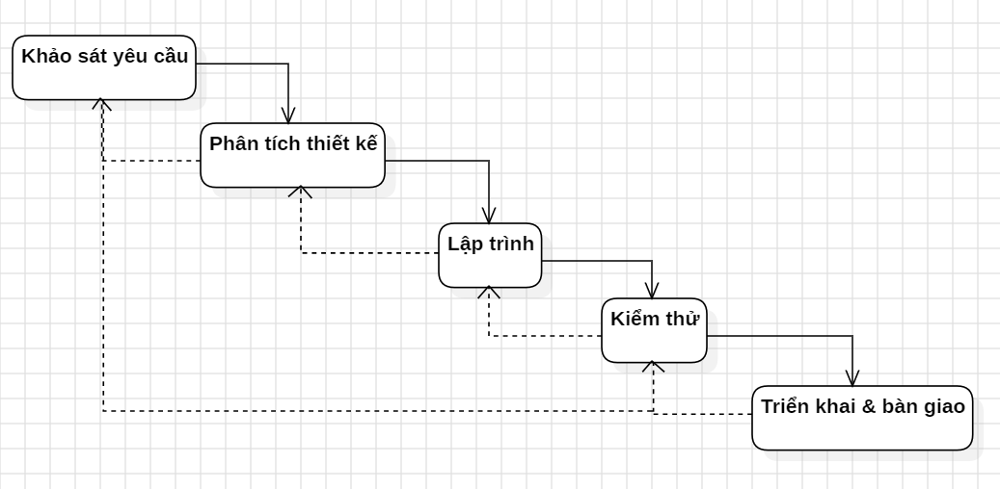 Khảo sát yêu cầu
Phân tích thiết kế
Lập trình
Kiểm thử
Triển khai & bàn giao